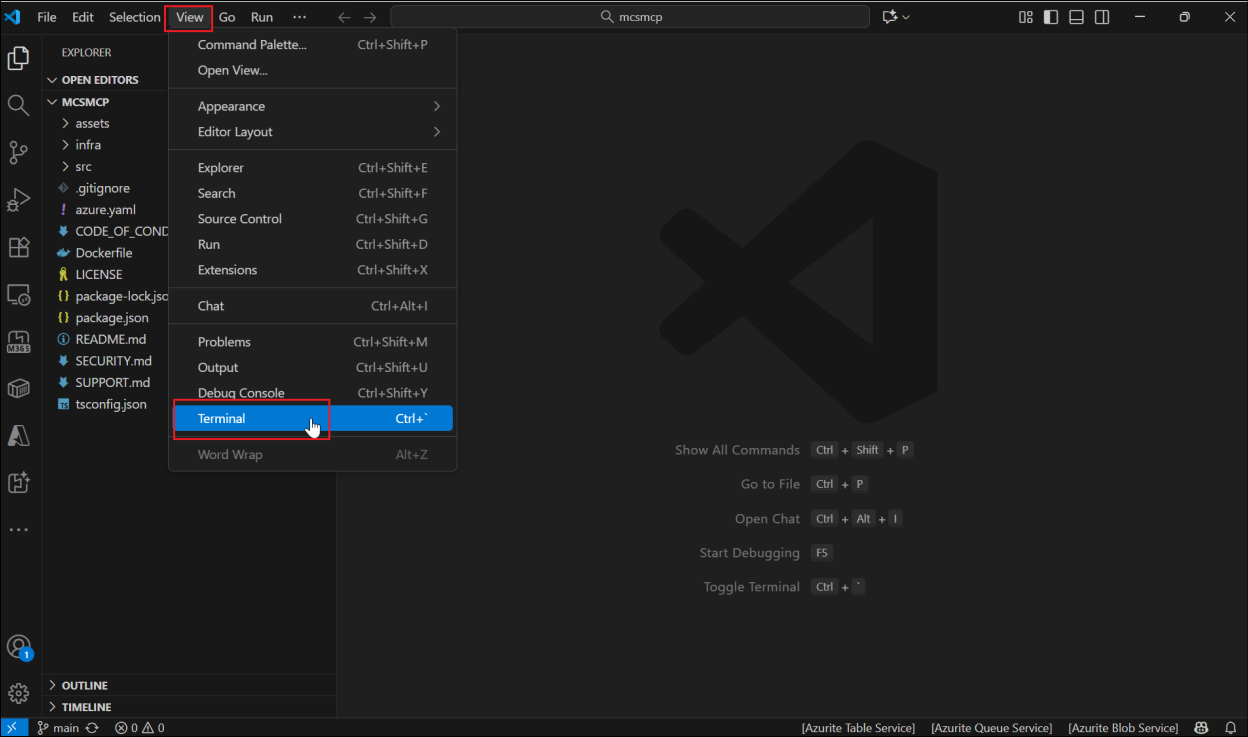 File Edit Selection View Go Run ··· mcsmcp
EXPLORER
OPEN EDITORS
MCSMCP
assets
infra
src
.gitignore
azure.yaml
CODE_OF_COND
Dockerfile
LICENSE
package-lock.jso
package.json
README.md
SECURITY.md
SUPPORT.md
tsconfig.json
OUTLINE
TIMELINE
M365
1
Command Palette... Ctrl+Shift+P
Open View...
Appearance
Editor Layout
Explorer Ctrl+Shift+E
Search Ctrl+Shift+F
Source Control Ctrl+Shift+G
Run Ctrl+Shift+D
Extensions Ctrl+Shift+X
Chat Ctrl+Alt+I
Problems Ctrl+Shift+M
Output Ctrl+Shift+U
Debug Console Ctrl+Shift+Y
Terminal Ctrl+`
Word Wrap Alt+Z
Show All Commands Ctrl + Shift + P
Go to File Ctrl + P
Open Chat Ctrl + Alt + I
Start Debugging F5
Toggle Terminal Ctrl + `
main 0 0 [Azurite Table Service] [Azurite Queue Service] [Azurite Blob Service]